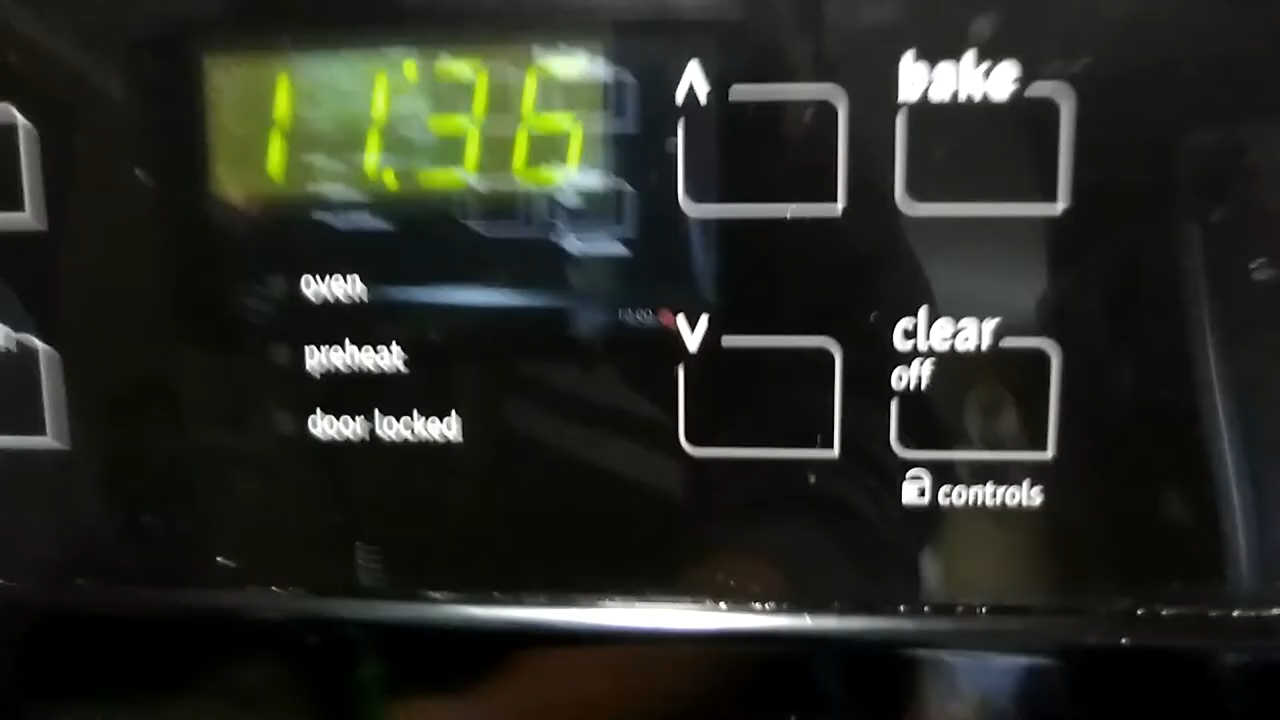 11:36
^
bake
oven
preheat
door locked
v
clear
off
controls